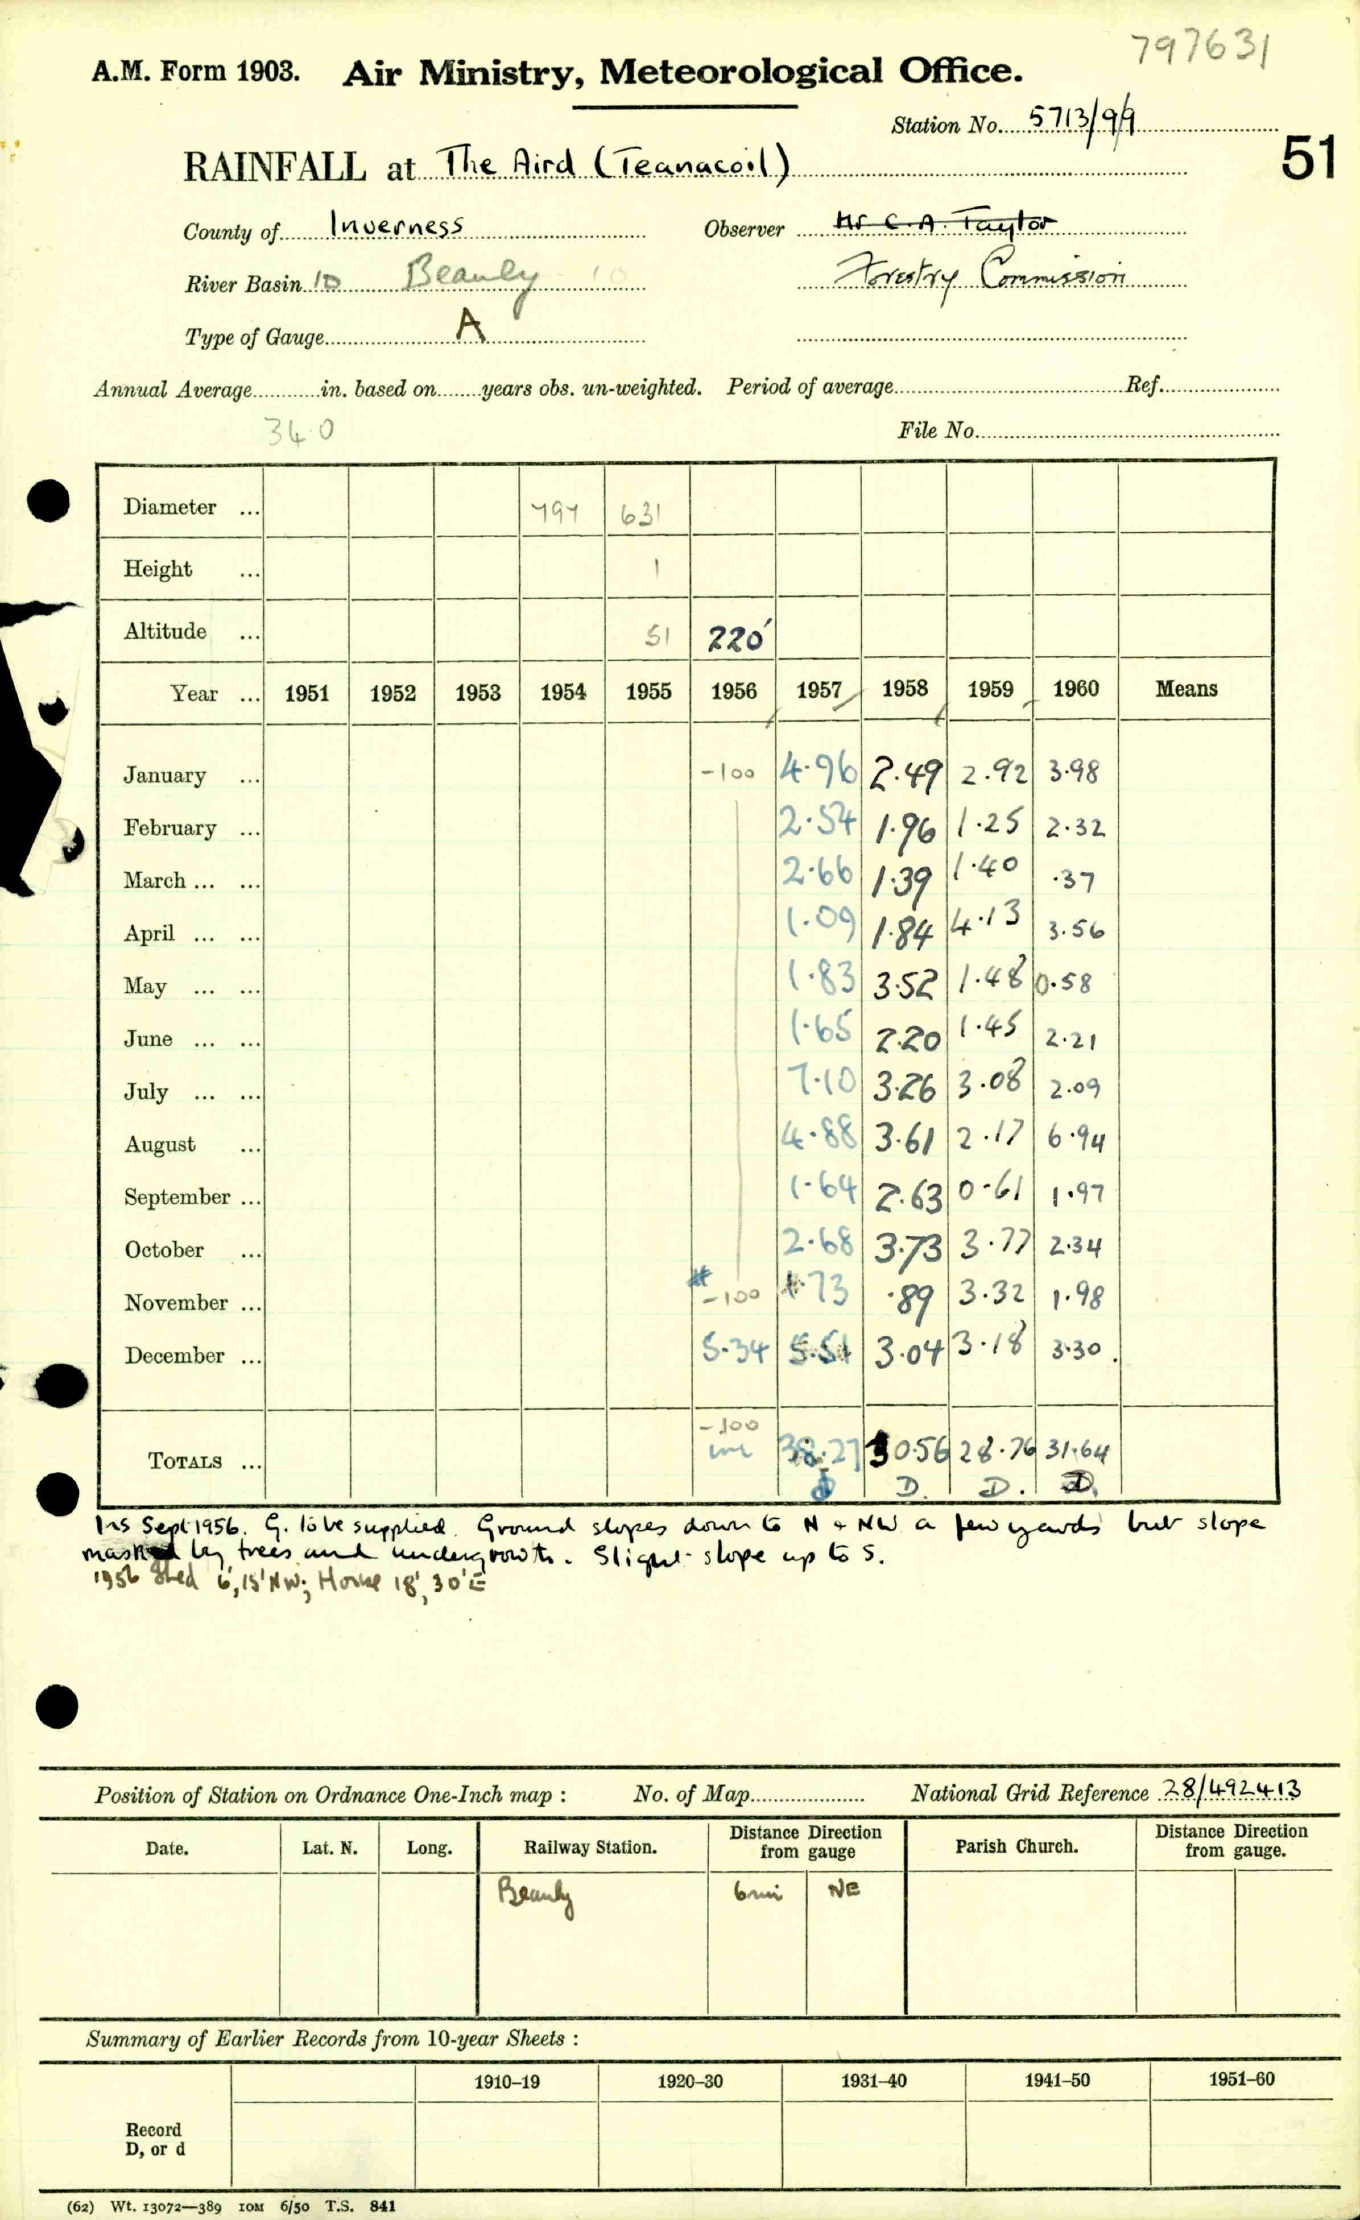 797631
A.M. Form 1903. Air Ministry, Meteorological Office.
Station No. 5713/9/9
51
RAINFALL at The Aird (Teanacoil)
County of Inverness Observer Mr C. A. Taylor
River Basin 10 Beauly 10 Forestry Commission
Type of Gauge A
Annual Average in. based on years obs. un-weighted. Period of average Ref.
34.0 File No.
Diameter ... 797 631
Height ... 1
Altitude ... 51 220'
Year ... 1951 1952 1953 1954 1955 1956 1957 1958 1959 1960 Means
January ... -100 4.96 2.49 2.92 3.98
February ... 2.54 1.96 1.25 2.32
March ... ... 2.66 1.39 1.40 .37
April ... ... 1.09 1.84 4.13 3.56
May ... ... 1.83 3.52 1.48 0.58
June ... ... 1.65 2.20 1.45 2.21
July ... ... 7.10 3.26 3.08 2.09
August ... 4.88 3.61 2.17 6.94
September ... 1.64 2.63 0.61 1.97
October ... 2.68 3.73 3.77 2.34
November ... # -100 1.73 .89 3.32 1.98
December ... 5.34 5.51 3.04 3.18 3.30
-100
TOTALS ... inc 38.27 30.56 28.76 31.64
D. D. D.
Ins Sept 1956. G. to be supplied. Ground slopes down to N + NW a few yards but slope
masked by trees and undergrowth. Slight slope up to S.
1956 Shed 6', 15' NW; House 18', 30' E
Position of Station on Ordnance One-Inch map : No. of Map National Grid Reference 28/492413
Date. Lat. N. Long. Railway Station. Distance Direction from gauge Parish Church. Distance Direction from gauge.
Beauly 6mi NE
Summary of Earlier Records from 10-year Sheets :
1910–19 1920–30 1931–40 1941–50 1951–60
Record
D, or d
(62) Wt. 13072—389 10M 6/50 T.S. 841